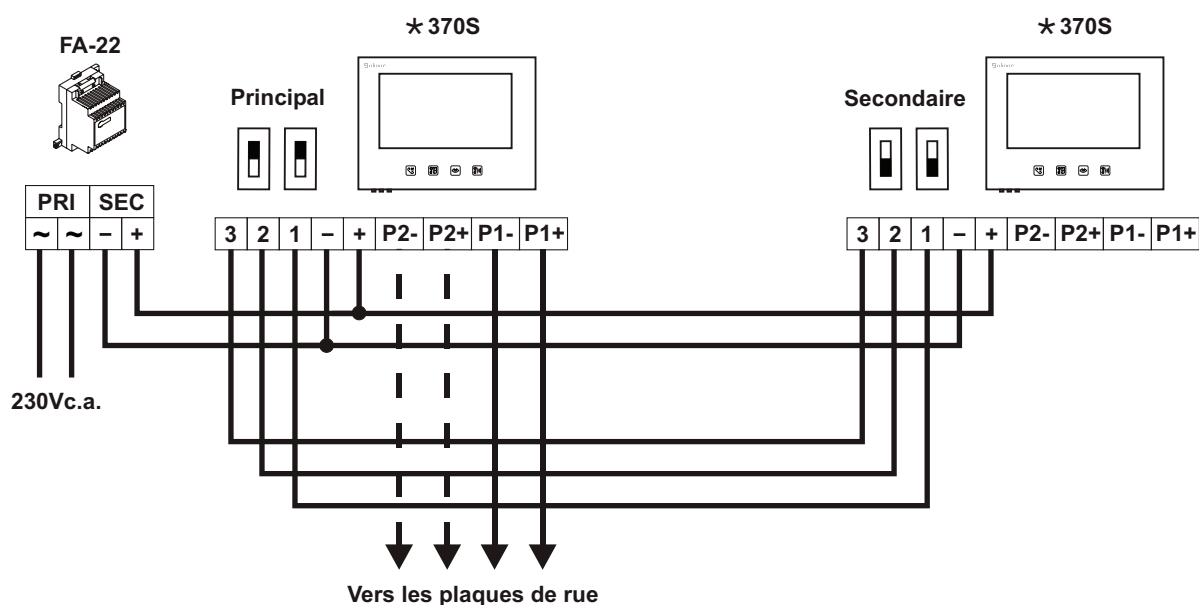 ✶370S
✶370S
FA-22
Principal
Secondaire
PRI SEC
~ ~ – +
3 2 1 – + P2- P2+ P1- P1+
3 2 1 – + P2- P2+ P1- P1+
230Vc.a.
Vers les plaques de rue